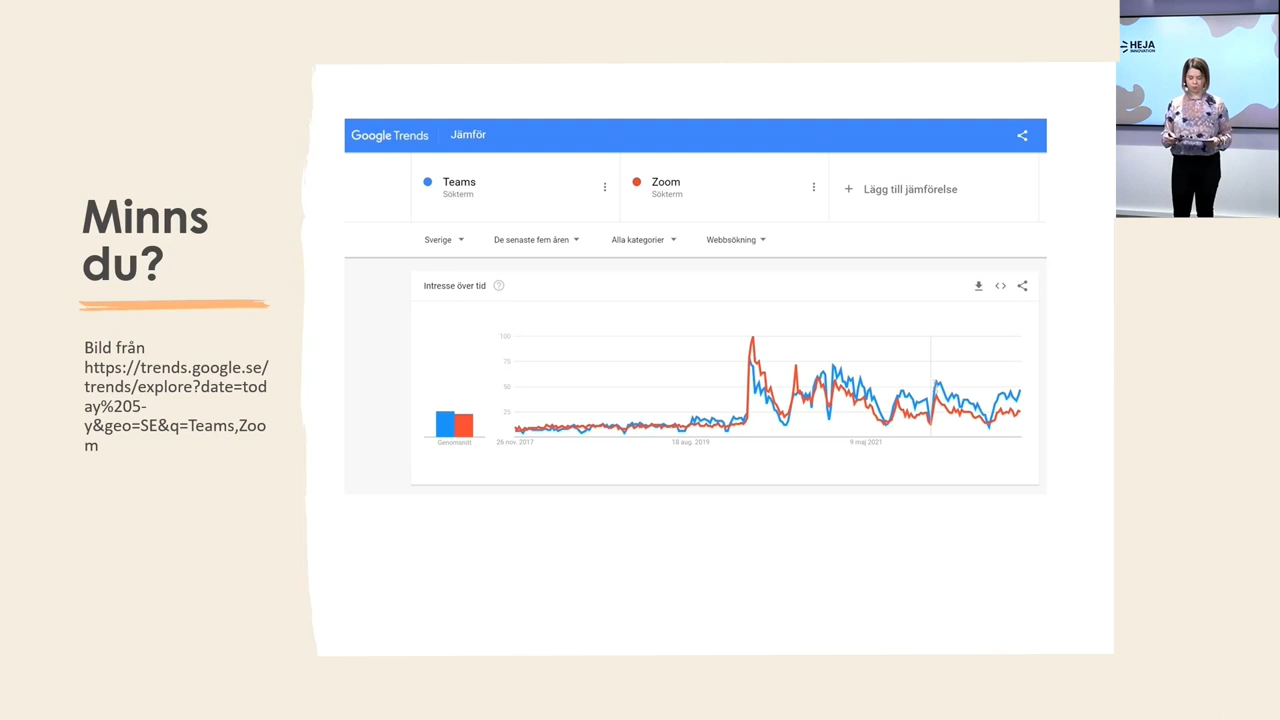 Minns
du?
Bild från
https://trends.google.se/
trends/explore?date=tod
ay%205-
y&geo=SE&q=Teams,Zoo
m
Google Trends
Jämför
Teams
Sökterm
Zoom
Sökterm
+ Lägg till jämförelse
Sverige
De senaste fem åren
Alla kategorier
Webbsökning
Intresse över tid
100
75
50
25
Genomsnitt
26 nov. 2017
18 aug. 2019
9 maj 2021
HEJA
INNOVATION